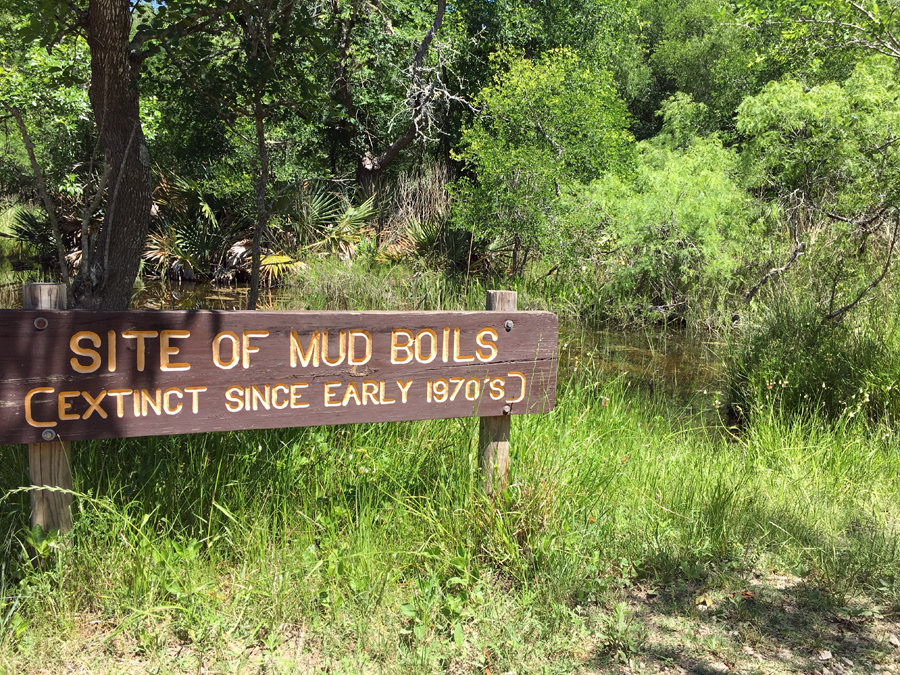 SITE OF MUD BOILS
[EXTINCT SINCE EARLY 1970'S]